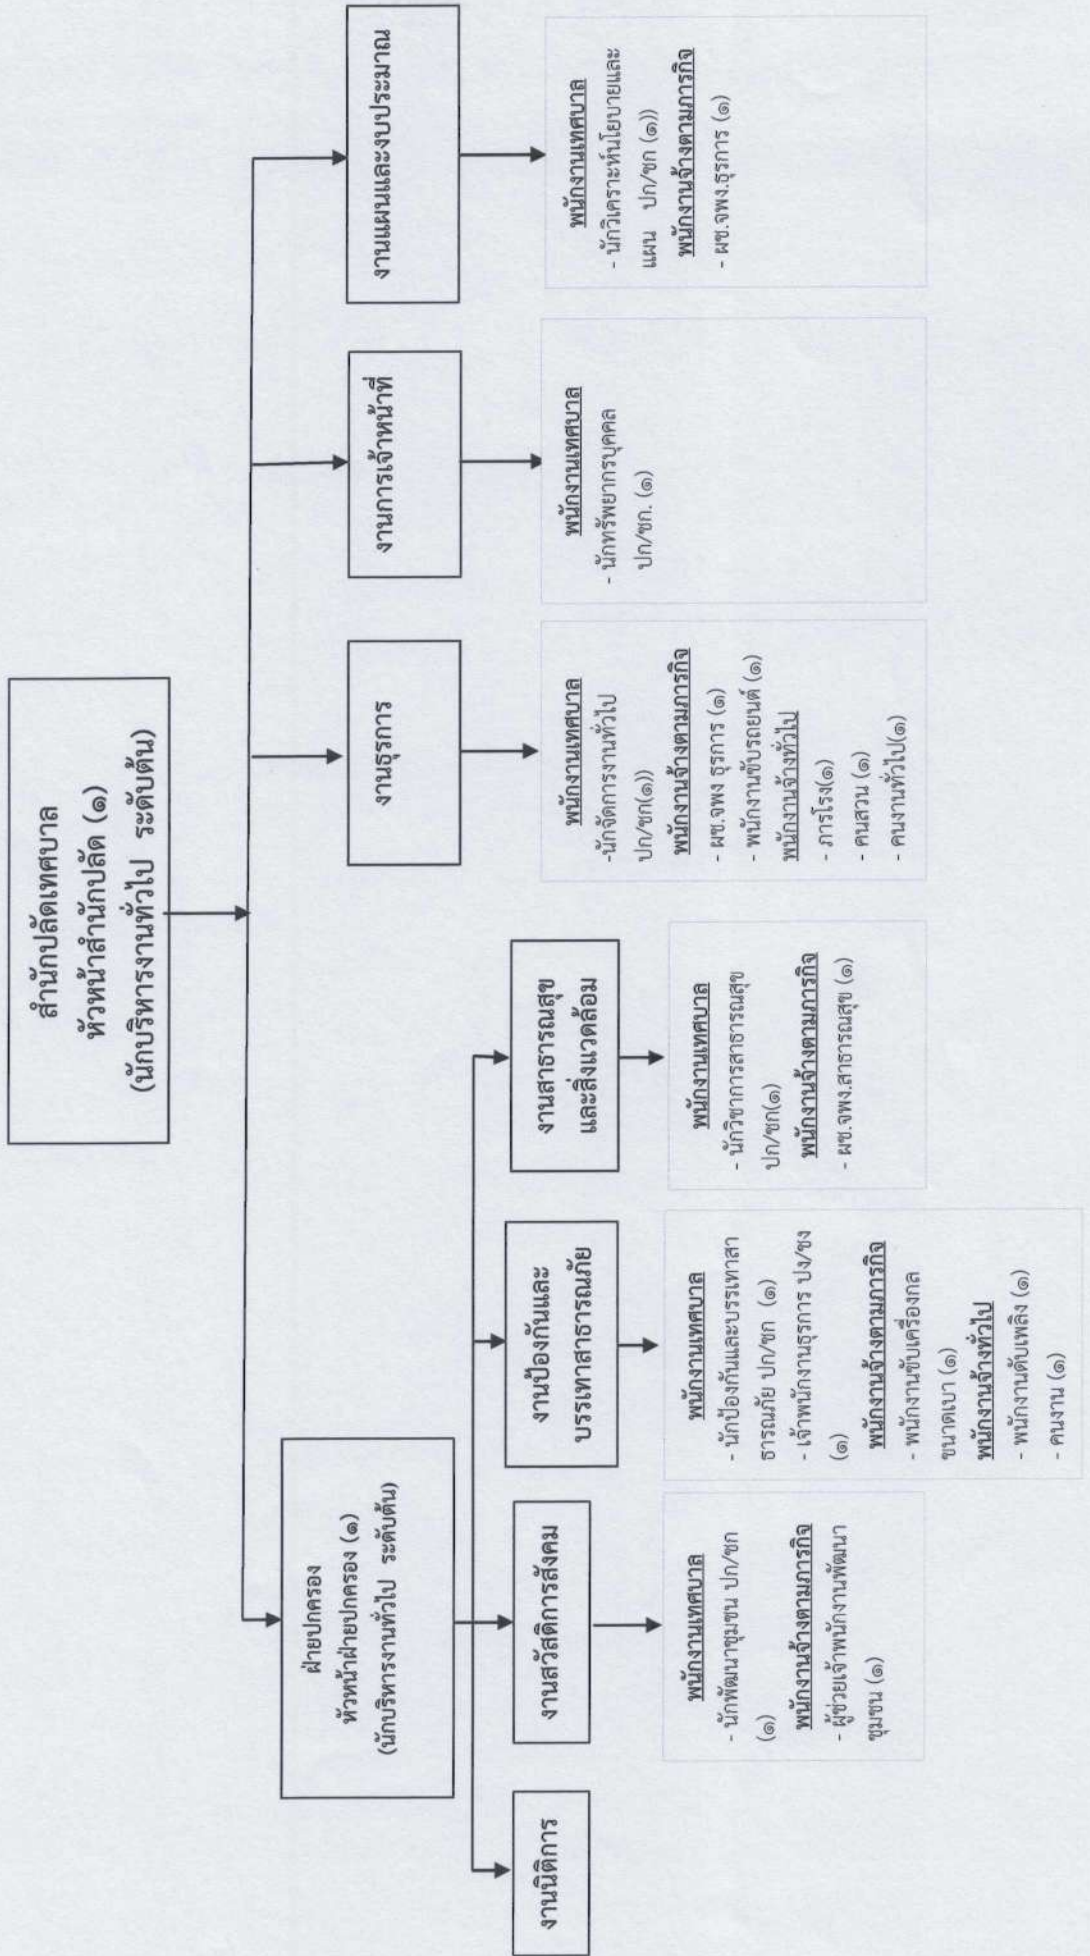 สำนักปลัดเทศบาล
หัวหน้าสำนักปลัด (๑)
(นักบริหารงานทั่วไป ระดับต้น)
ฝ่ายปกครอง
หัวหน้าฝ่ายปกครอง (๑)
(นักบริหารงานทั่วไป ระดับต้น)
งานธุรการ
งานการเจ้าหน้าที่
งานแผนและงบประมาณ
งานนิติการ
งานสวัสดิการสังคม
งานป้องกันและ
บรรเทาสาธารณภัย
งานสาธารณสุข
และสิ่งแวดล้อม
พนักงานเทศบาล
- นักพัฒนาชุมชน ปก/ชก
(๑)
พนักงานจ้างตามภารกิจ
- ผู้ช่วยเจ้าพนักงานพัฒนา
ชุมชน (๑)
พนักงานเทศบาล
- นักป้องกันและบรรเทาสา
ธารณภัย ปก/ชก (๑)
- เจ้าพนักงานธุรการ ปง/ชง
(๑)
พนักงานจ้างตามภารกิจ
- พนักงานขับเครื่องกล
ขนาดเบา (๑)
พนักงานจ้างทั่วไป
- พนักงานดับเพลิง (๑)
- คนงาน (๑)
พนักงานเทศบาล
- นักวิชาการสาธารณสุข
ปก/ชก(๑)
พนักงานจ้างตามภารกิจ
- ผช.จพง.สาธารณสุข (๑)
พนักงานเทศบาล
-นักจัดการงานทั่วไป
ปก/ชก(๑))
พนักงานจ้างตามภารกิจ
- ผช.จพง ธุรการ (๑)
- พนักงานขับรถยนต์ (๑)
พนักงานจ้างทั่วไป
- ภารโรง(๑)
- คนสวน (๑)
- คนงานทั่วไป(๑)
พนักงานเทศบาล
- นักทรัพยากรบุคคล
ปก/ชก. (๑)
พนักงานเทศบาล
- นักวิเคราะห์นโยบายและ
แผน ปก/ชก (๑))
พนักงานจ้างตามภารกิจ
- ผช.จพง.ธุรการ (๑)